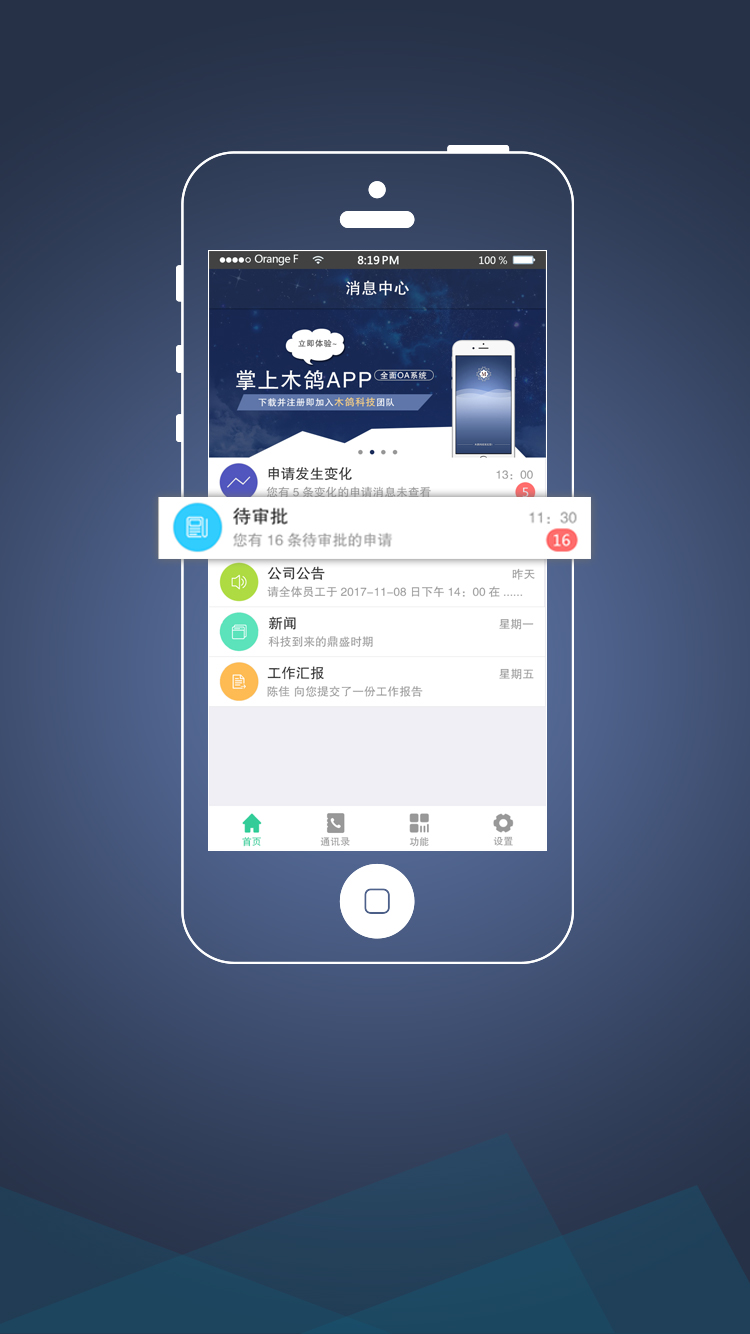 Orange F 8:19 PM 100 %
消息中心
立即体验~
掌上木鸽APP 全面OA系统
下载并注册即加入木鸽科技团队
申请发生变化 13：00
您有 5 条变化的申请消息未查看 5
待审批 11：30
您有 16 条待审批的申请 16
公司公告 昨天
请全体员工于 2017-11-08 日下午 14：00 在 ......
新闻 星期一
科技到来的鼎盛时期
工作汇报 星期五
陈佳 向您提交了一份工作报告
首页 通讯录 功能 设置